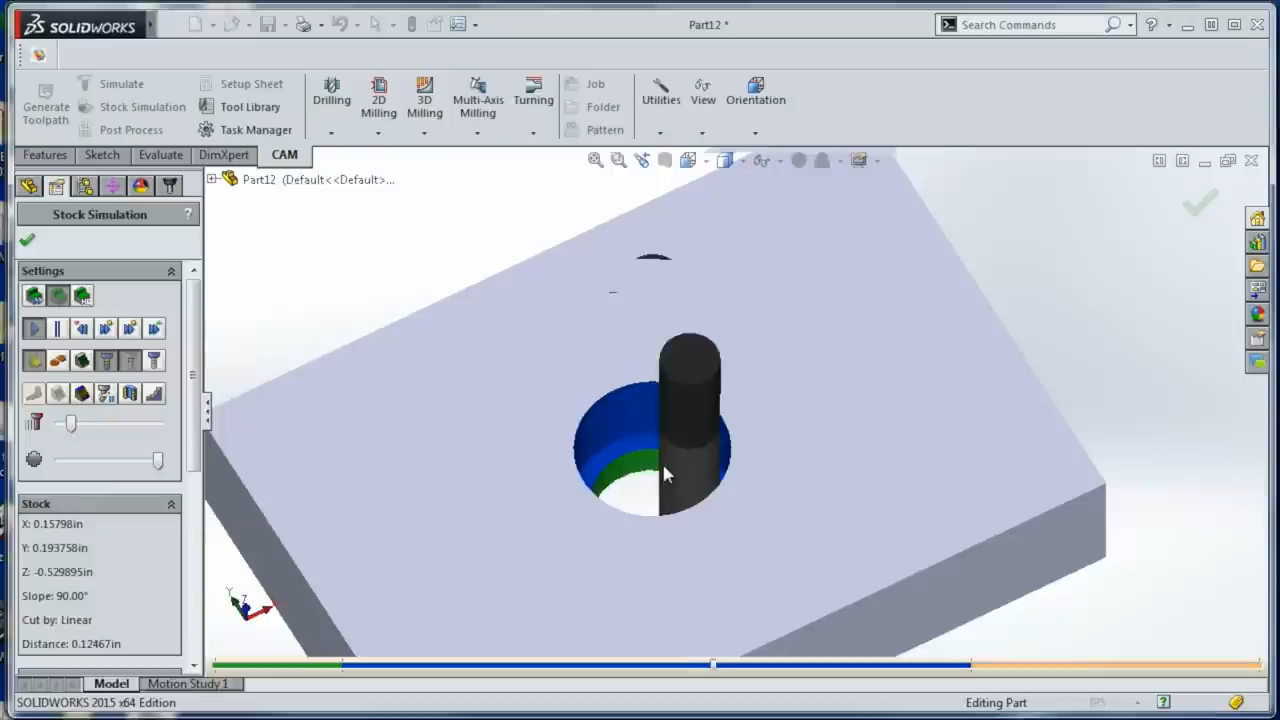 SOLIDWORKS
Part12 *
Search Commands
Simulate
Setup Sheet
Generate
Toolpath
Stock Simulation
Tool Library
Post Process
Task Manager
Drilling
2D
Milling
3D
Milling
Multi-Axis
Milling
Turning
Job
Folder
Pattern
Utilities
View
Orientation
Features
Sketch
Evaluate
DimXpert
CAM
Part12 (Default<<Default>...
Stock Simulation
?
Settings
Stock
X: 0.15798in
Y: 0.193758in
Z: -0.529895in
Slope: 90.00°
Cut by: Linear
Distance: 0.12467in
Y
Z
Model
Motion Study 1
SOLIDWORKS 2015 x64 Edition
Editing Part